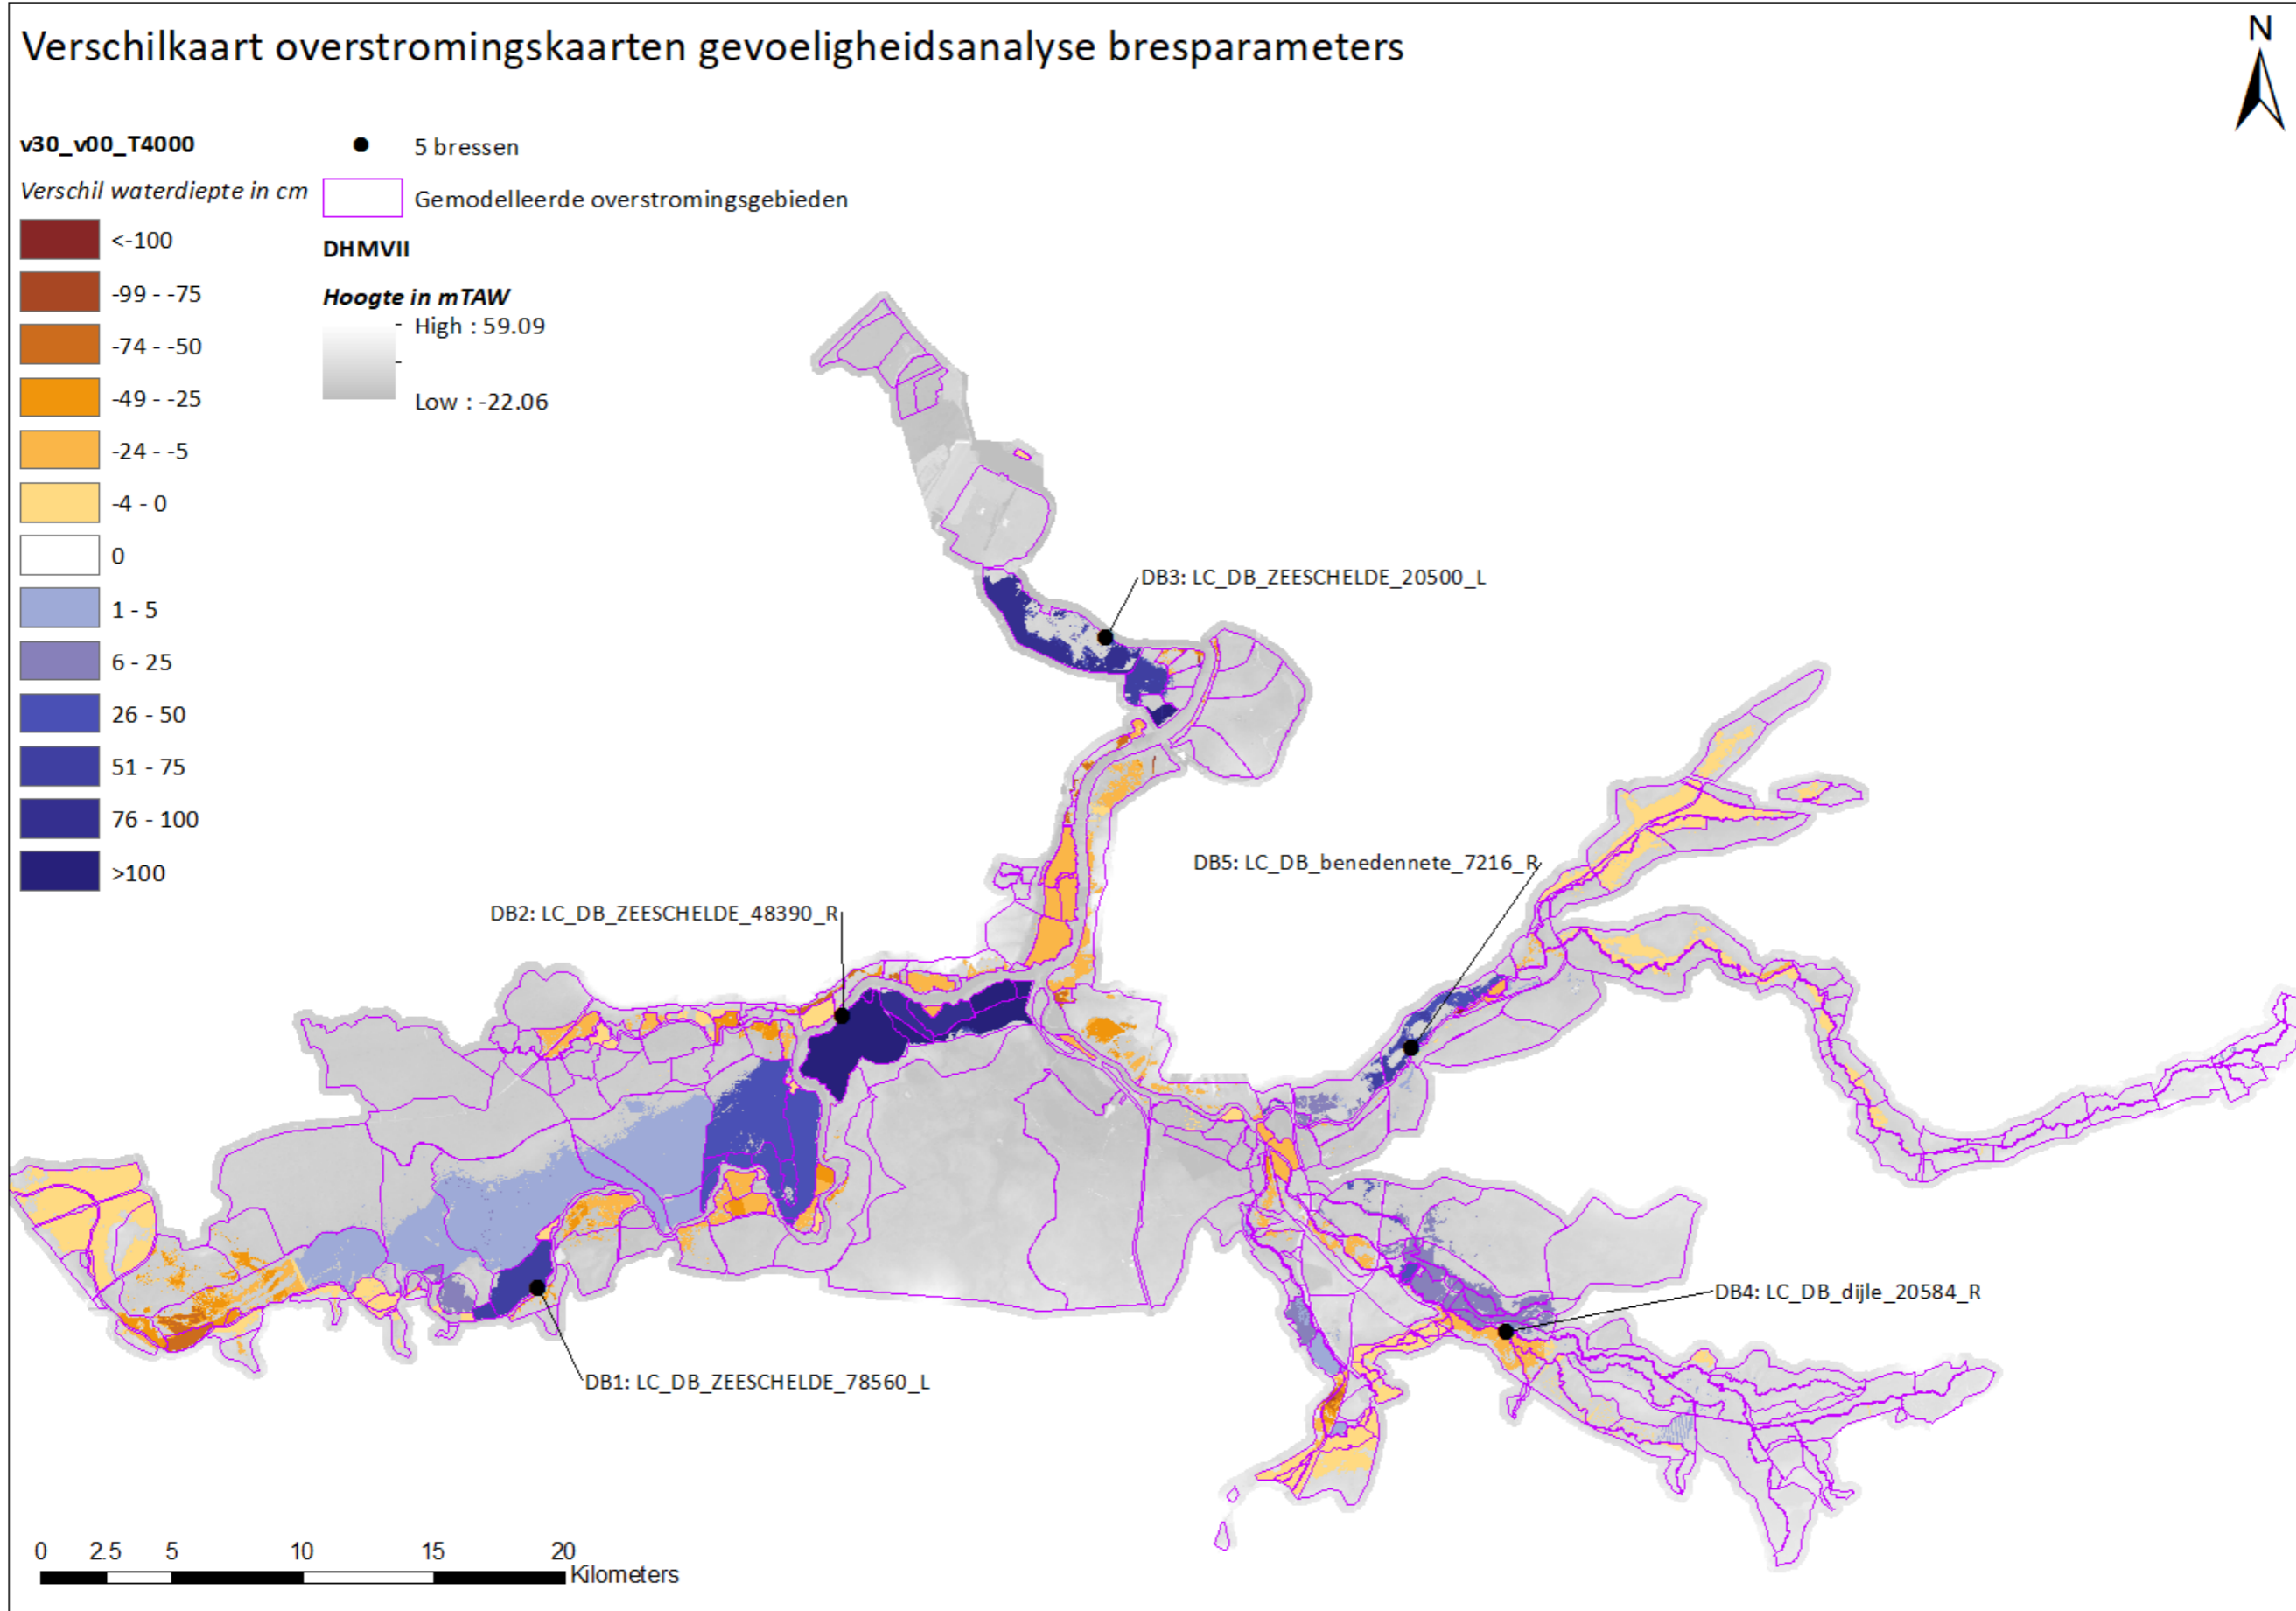 Verschilkaart overstromingskaarten gevoeligheidsanalyse bresparameters
N
v30_v00_T4000
Verschil waterdiepte in cm
<-100
-99 - -75
-74 - -50
-49 - -25
-24 - -5
-4 - 0
0
1 - 5
6 - 25
26 - 50
51 - 75
76 - 100
>100
5 bressen
Gemodelleerde overstromingsgebieden
DHMVII
Hoogte in mTAW
High : 59.09
Low : -22.06
DB3: LC_DB_ZEESCHELDE_20500_L
DB5: LC_DB_benedennete_7216_R
DB2: LC_DB_ZEESCHELDE_48390_R
DB4: LC_DB_dijle_20584_R
DB1: LC_DB_ZEESCHELDE_78560_L
0 2.5 5 10 15 20
Kilometers